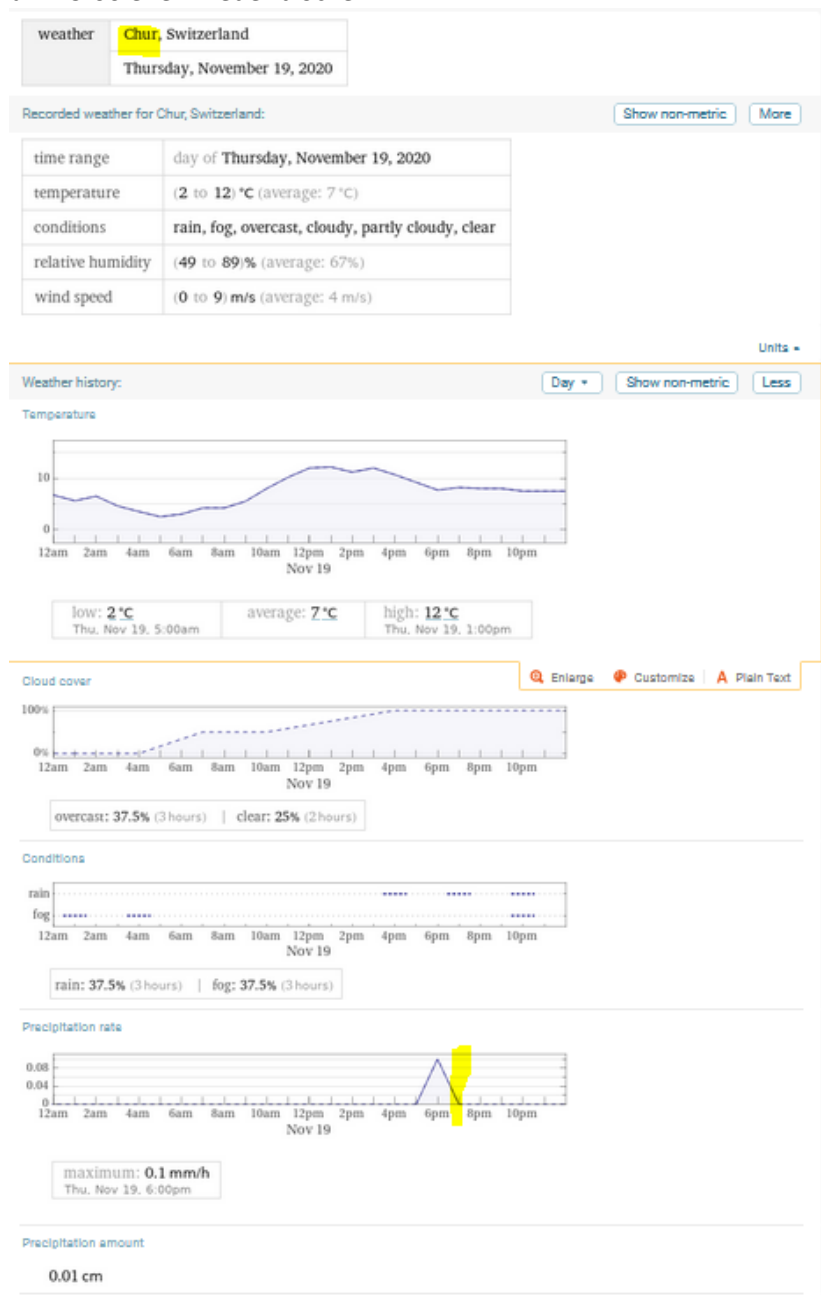 weather Chur, Switzerland
Thursday, November 19, 2020
Recorded weather for Chur, Switzerland: Show non-metric More
time range day of Thursday, November 19, 2020
temperature (2 to 12) °C (average: 7 °C)
conditions rain, fog, overcast, cloudy, partly cloudy, clear
relative humidity (49 to 89)% (average: 67%)
wind speed (0 to 9) m/s (average: 4 m/s)
Units
Weather history: Day Show non-metric Less
Temperature
10
0
12am 2am 4am 6am 8am 10am 12pm 2pm 4pm 6pm 8pm 10pm
Nov 19
low: 2 °C average: 7 °C high: 12 °C
Thu, Nov 19, 5:00am Thu, Nov 19, 1:00pm
Enlarge Customize A Plain Text
Cloud cover
100%
0%
12am 2am 4am 6am 8am 10am 12pm 2pm 4pm 6pm 8pm 10pm
Nov 19
overcast: 37.5% (3 hours) | clear: 25% (2 hours)
Conditions
rain
fog
12am 2am 4am 6am 8am 10am 12pm 2pm 4pm 6pm 8pm 10pm
Nov 19
rain: 37.5% (3 hours) | fog: 37.5% (3 hours)
Precipitation rate
0.08
0.04
0
12am 2am 4am 6am 8am 10am 12pm 2pm 4pm 6pm 8pm 10pm
Nov 19
maximum: 0.1 mm/h
Thu, Nov 19, 6:00pm
Precipitation amount
0.01 cm